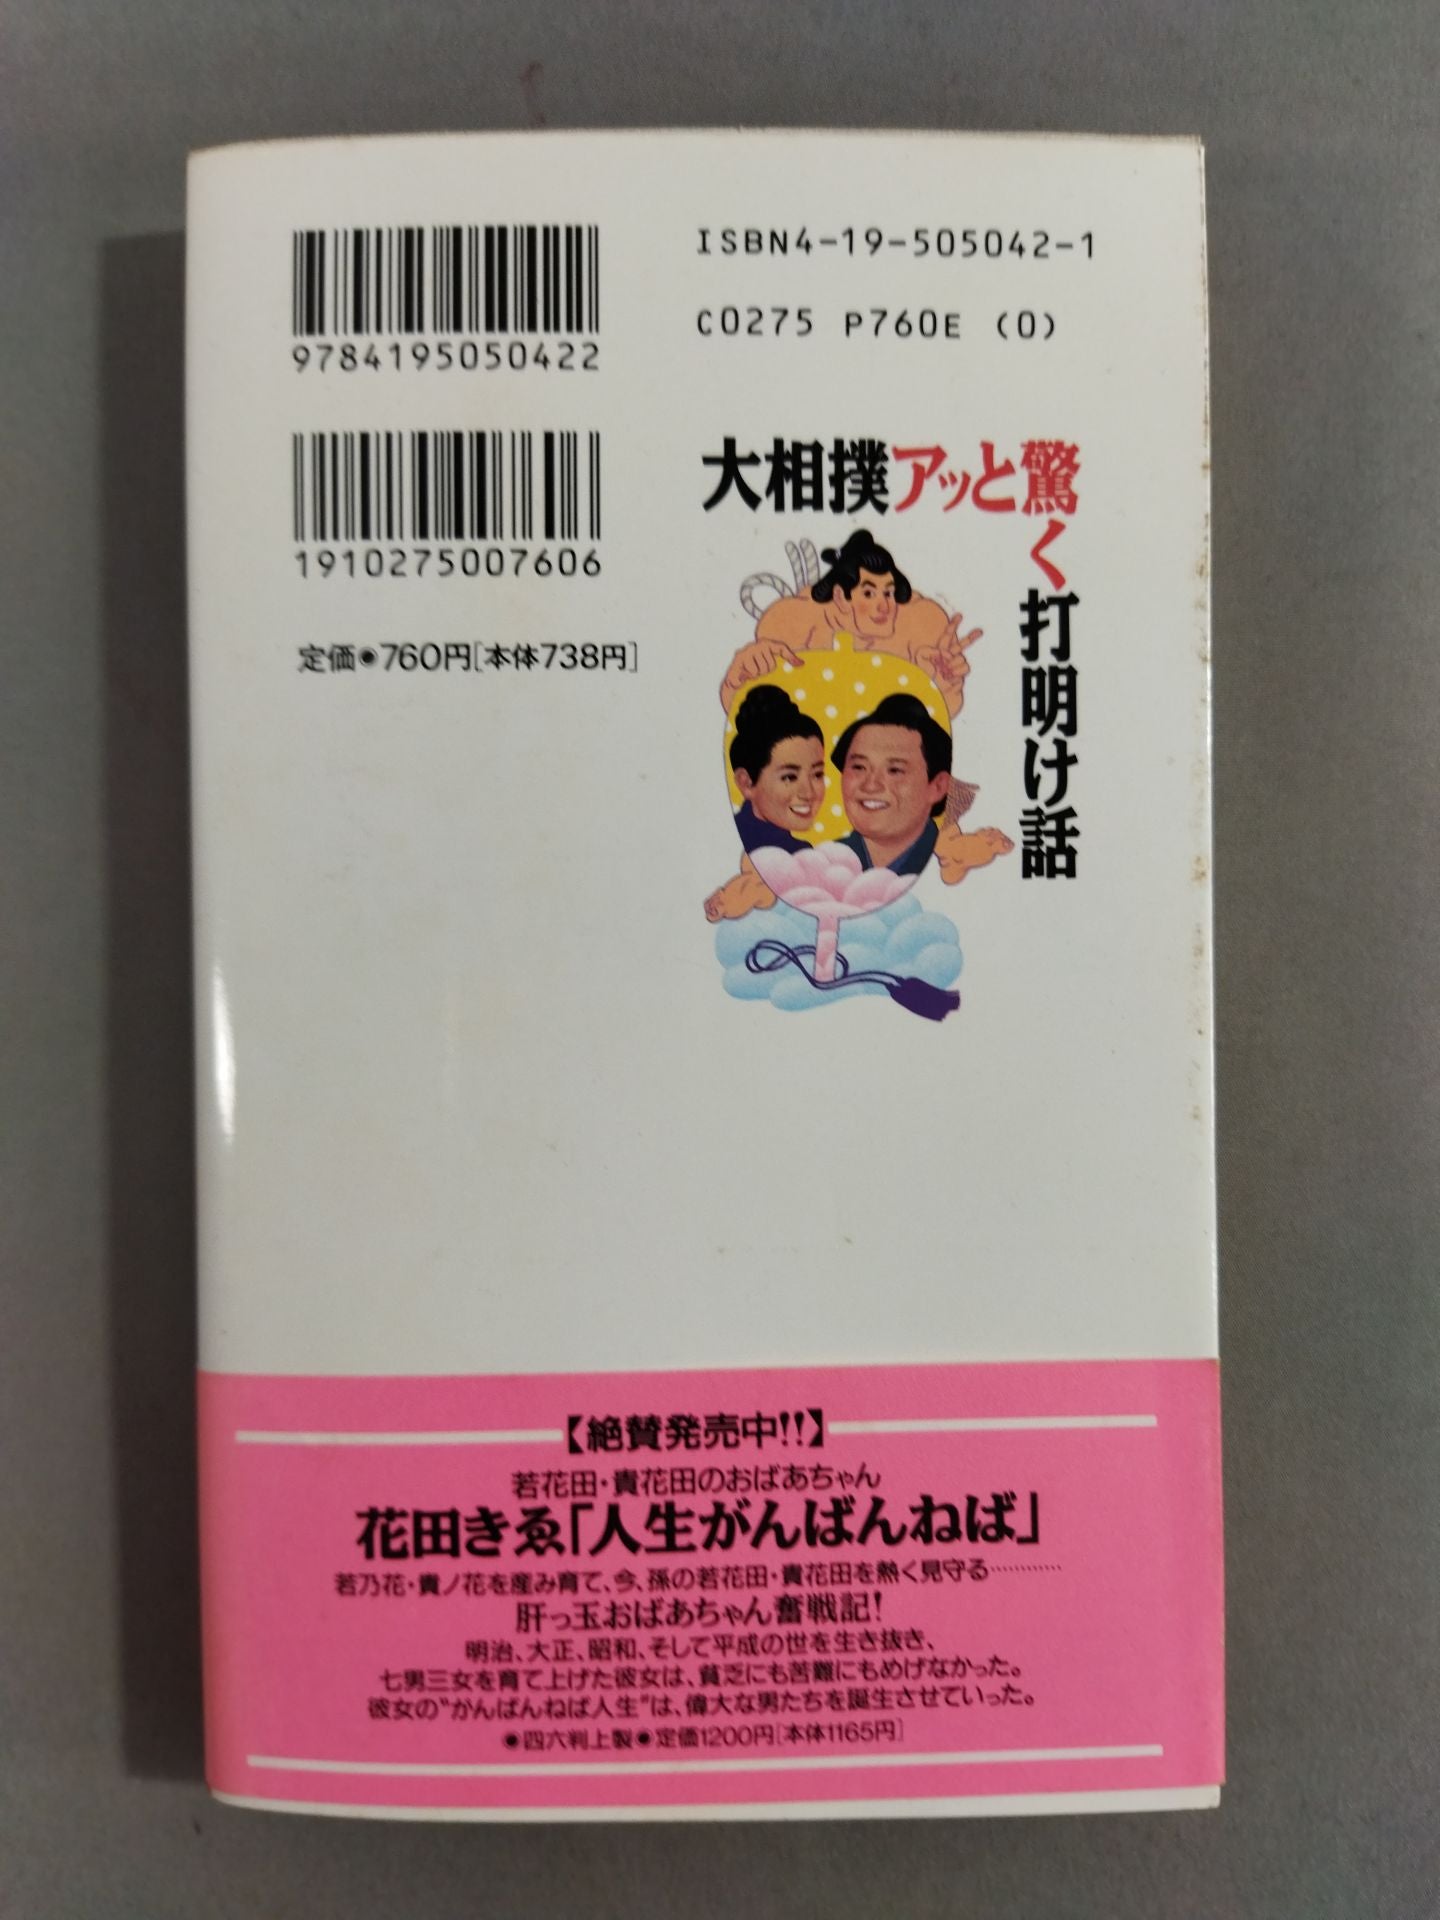 9784195050422
1910275007606
定価●760円[本体738円]
ISBN4-19-505042-1
C0275 P760E (0)
大相撲アッと驚く打明け話
【絶賛発売中!!】
若花田・貴花田のおばあちゃん
花田きゑ「人生がんばんねば」
若乃花・貴ノ花を産み育て、今、孫の若花田・貴花田を熱く見守る…………
肝っ玉おばあちゃん奮戦記!
明治、大正、昭和、そして平成の世を生き抜き、
七男三女を育て上げた彼女は、貧乏にも苦難にもめげなかった。
彼女の“がんばんねば人生”は、偉大な男たちを誕生させていった。
●四六判上製●定価1200円[本体1165円]